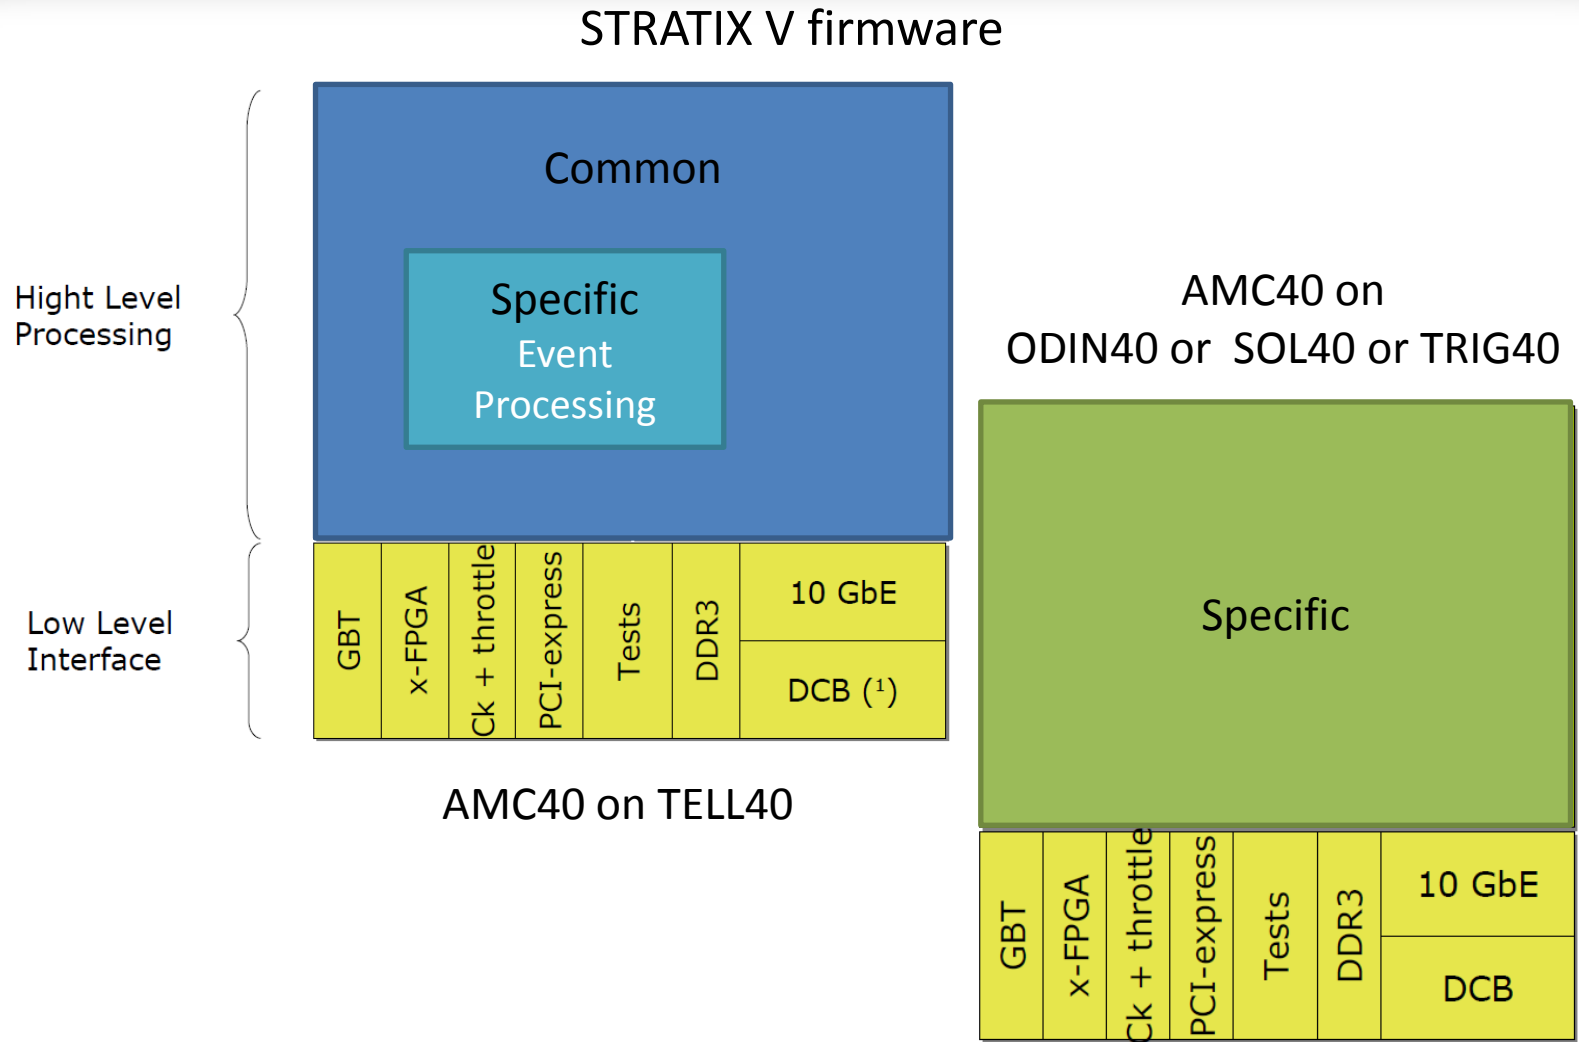 STRATIX V firmware
Common
Specific
Event
Processing
Hight Level
Processing
Low Level
Interface
GBT
x-FPGA
Ck + throttle
PCI-express
Tests
DDR3
10 GbE
DCB (¹)
AMC40 on TELL40
AMC40 on
ODIN40 or SOL40 or TRIG40
Specific
GBT
x-FPGA
Ck + throttle
PCI-express
Tests
DDR3
10 GbE
DCB